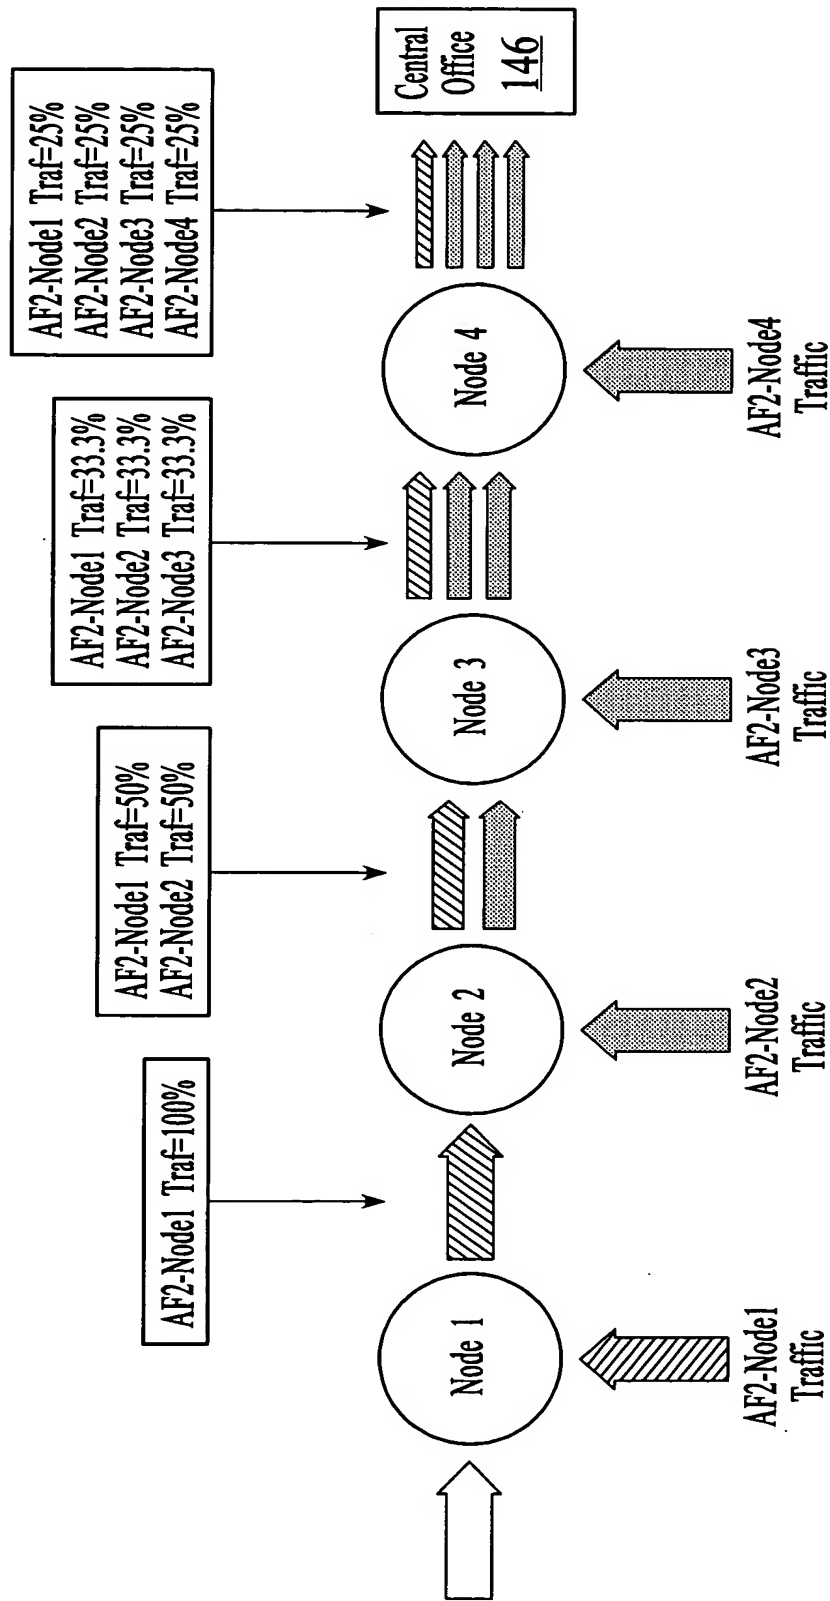 AF2-Node1 Traf=100%
AF2-Node1 Traf=50%
AF2-Node2 Traf=50%
AF2-Node1 Traf=33.3%
AF2-Node2 Traf=33.3%
AF2-Node3 Traf=33.3%
AF2-Node1 Traf=25%
AF2-Node2 Traf=25%
AF2-Node3 Traf=25%
AF2-Node4 Traf=25%
Node 1
Node 2
Node 3
Node 4
Central
Office
146
AF2-Node1
Traffic
AF2-Node2
Traffic
AF2-Node3
Traffic
AF2-Node4
Traffic